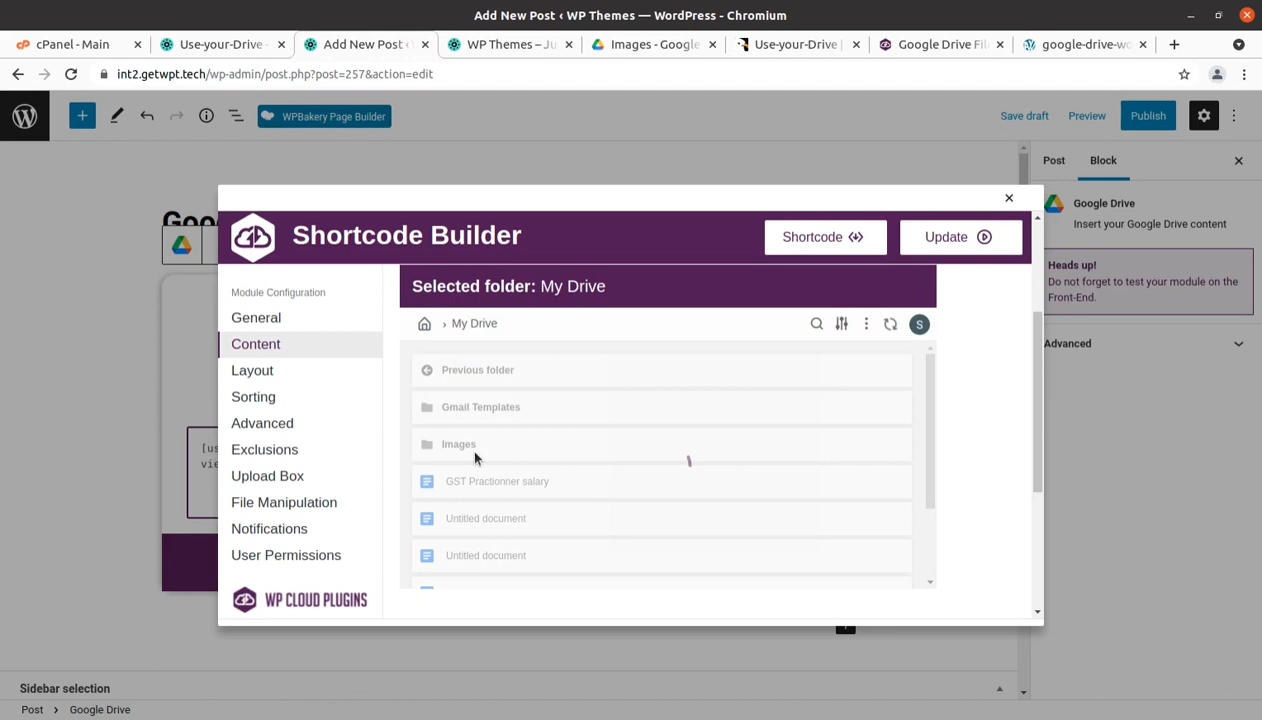 Add New Post ‹ WP Themes — WordPress - Chromium
cPanel - Main
Use-your-Drive
Add New Post ‹
WP Themes – Ju
Images - Google
Use-your-Drive |
Google Drive Fil
google-drive-wo
int2.getwpt.tech/wp-admin/post.php?post=257&action=edit
WPBakery Page Builder
Save draft
Preview
Publish
Post
Block
Google Drive
Insert your Google Drive content
Heads up!
Do not forget to test your module on the
Front-End.
Advanced
Goo
[us
vie
Shortcode Builder
Shortcode
Update
Module Configuration
General
Content
Layout
Sorting
Advanced
Exclusions
Upload Box
File Manipulation
Notifications
User Permissions
WP CLOUD PLUGINS
Selected folder: My Drive
› My Drive
S
Previous folder
Gmail Templates
Images
GST Practionner salary
Untitled document
Untitled document
Sidebar selection
Post > Google Drive